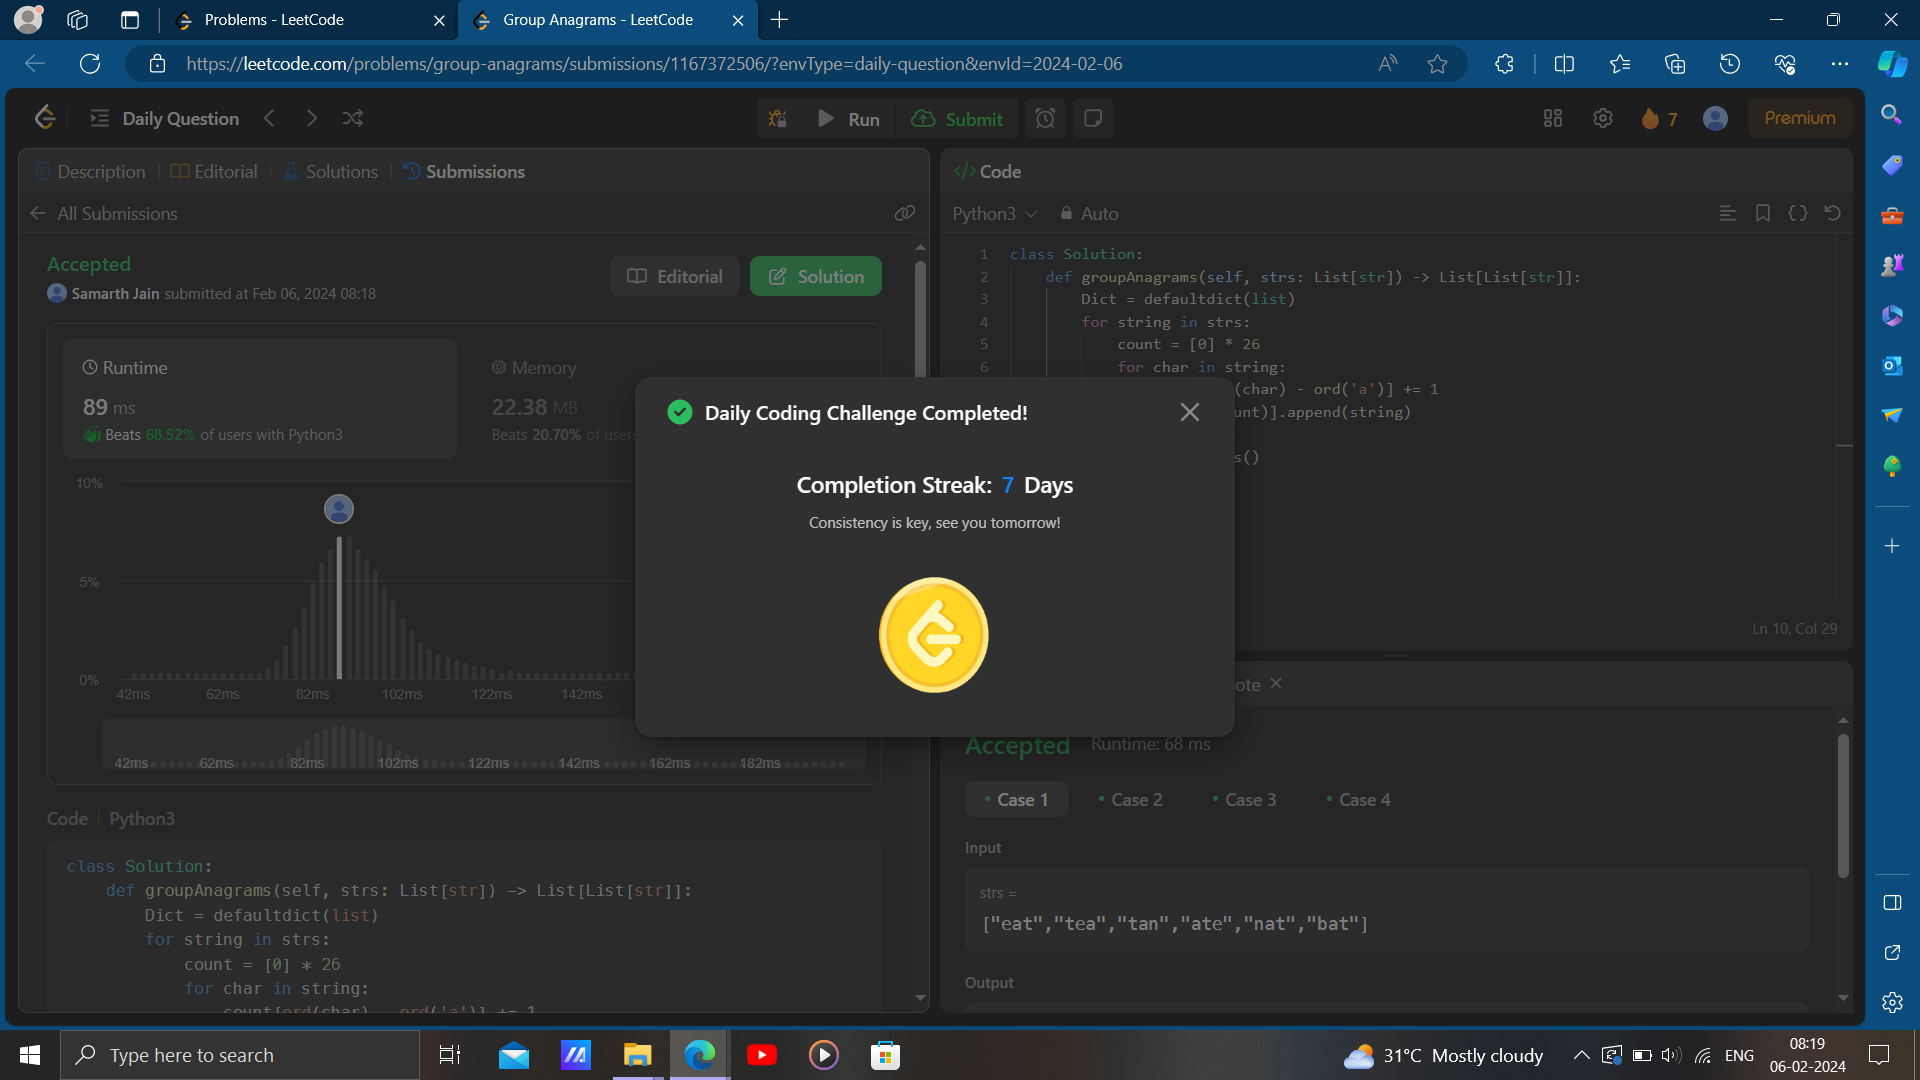 Problems - LeetCode
Group Anagrams - LeetCode
https://leetcode.com/problems/group-anagrams/submissions/1167372506/?envType=daily-question&envId=2024-02-06
Daily Question
Run
Submit
7
Premium
Description
Editorial
Solutions
Submissions
All Submissions
Accepted
Samarth Jain submitted at Feb 06, 2024 08:18
Editorial
Solution
Runtime
89 ms
Beats 68.52% of users with Python3
Memory
22.38 MB
Beats 20.70% of users
10%
5%
0%
42ms 62ms 82ms 102ms 122ms 142ms
42ms 62ms 82ms 102ms 122ms 142ms 162ms 182ms
Code | Python3
class Solution:
def groupAnagrams(self, strs: List[str]) -> List[List[str]]:
Dict = defaultdict(list)
for string in strs:
count = [0] * 26
for char in string:
count[ord(char) - ord('a')] += 1
Daily Coding Challenge Completed!
Completion Streak: 7 Days
Consistency is key, see you tomorrow!
</> Code
Python3
Auto
1 class Solution:
2 def groupAnagrams(self, strs: List[str]) -> List[List[str]]:
3 Dict = defaultdict(list)
4 for string in strs:
5 count = [0] * 26
6 for char in string:
(char) - ord('a')] += 1
unt)].append(string)
s()
Ln 10, Col 29
ote
Accepted
Runtime: 68 ms
Case 1
Case 2
Case 3
Case 4
Input
strs =
["eat","tea","tan","ate","nat","bat"]
Output
Type here to search
31°C Mostly cloudy
ENG
08:19
06-02-2024